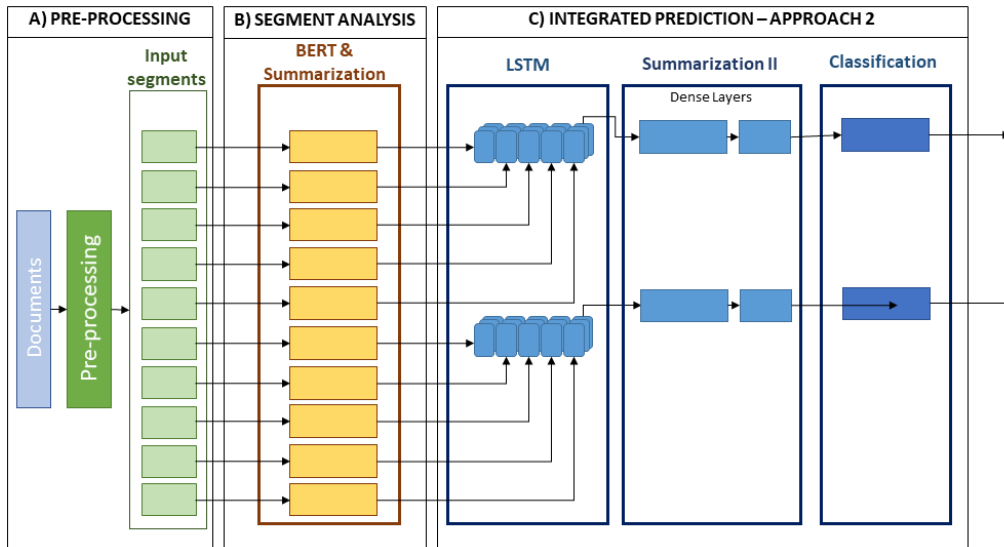 A) PRE-PROCESSING
B) SEGMENT ANALYSIS
C) INTEGRATED PREDICTION – APPROACH 2
Input
segments
BERT &
Summarization
LSTM
Summarization II
Classification
Dense Layers
Documents
Pre-processing